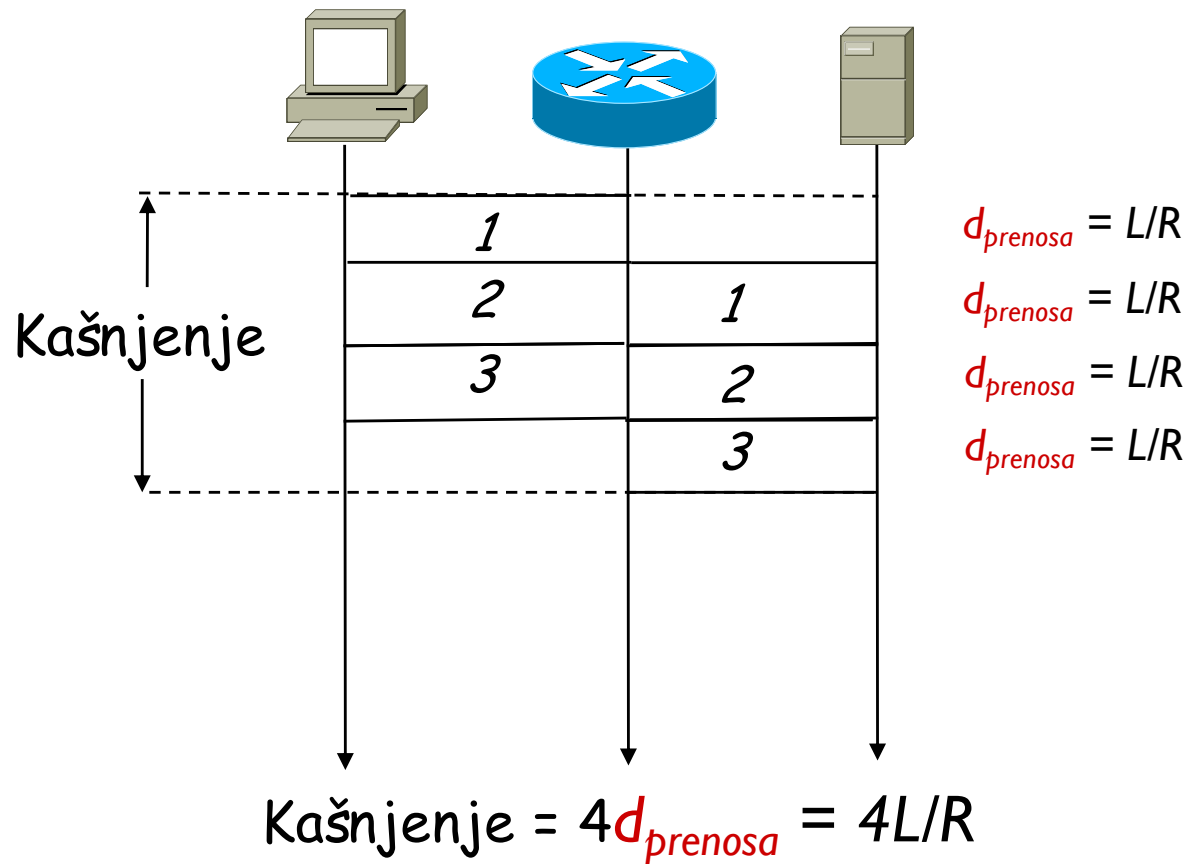 1
d_prenosa = L/R
2
1
d_prenosa = L/R
Kašnjenje
3
2
d_prenosa = L/R
3
d_prenosa = L/R
Kašnjenje = 4d_prenosa = 4L/R